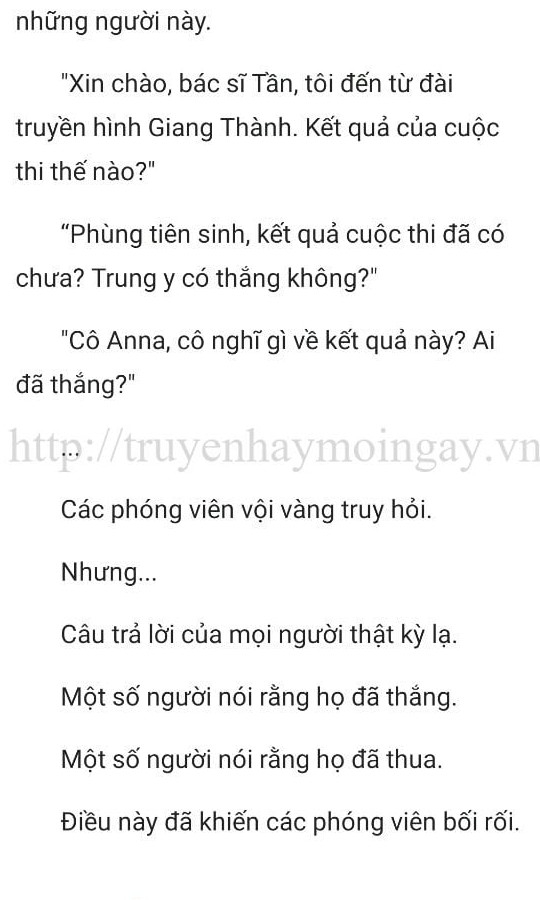 những người này.
"Xin chào, bác sĩ Tần, tôi đến từ đài
truyền hình Giang Thành. Kết quả của cuộc
thi thế nào?"
“Phùng tiên sinh, kết quả cuộc thi đã có
chưa? Trung y có thắng không?"
"Cô Anna, cô nghĩ gì về kết quả này? Ai
đã thắng?"
http://truyenhaymoingay.vn
...
Các phóng viên vội vàng truy hỏi.
Nhưng...
Câu trả lời của mọi người thật kỳ lạ.
Một số người nói rằng họ đã thắng.
Một số người nói rằng họ đã thua.
Điều này đã khiến các phóng viên bối rối.